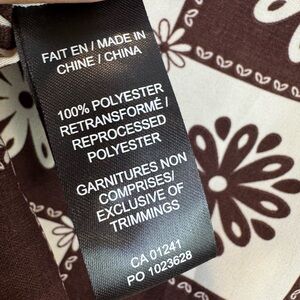 FAIT EN / MADE IN
CHINE / CHINA
100% POLYESTER
RETRANSFORMÉ /
REPROCESSED
POLYESTER
GARNITURES NON
COMPRISES/
EXCLUSIVE OF
TRIMMINGS
CA 01241
PO 1023628